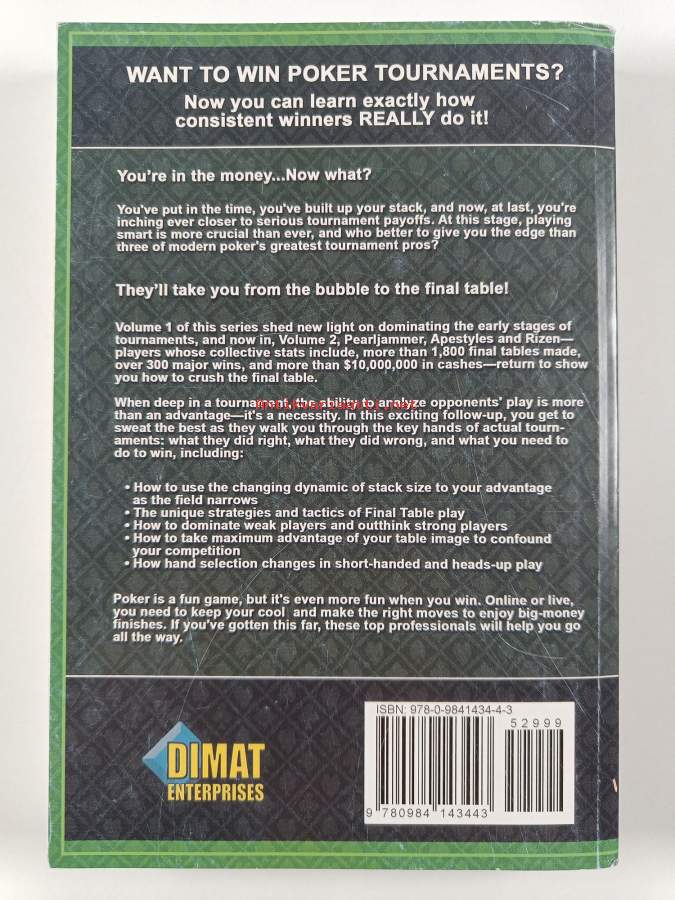 WANT TO WIN POKER TOURNAMENTS?
Now you can learn exactly how
consistent winners REALLY do it!
You're in the money...Now what?
You've put in the time, you've built up your stack, and now, at last, you're
inching ever closer to serious tournament payoffs. At this stage, playing
smart is more crucial than ever, and who better to give you the edge than
three of modern poker's greatest tournament pros?
They'll take you from the bubble to the final table!
Volume 1 of this series shed new light on dominating the early stages of
tournaments, and now in, Volume 2, Pearljammer, Apestyles and Rizen—
players whose collective stats include, more than 1,800 final tables made,
over 300 major wins, and more than $10,000,000 in cashes—return to show
you how to crush the final table.
When deep in a tournament, the ability to analyze opponents' play is more
than an advantage—it's a necessity. In this exciting follow-up, you get to
sweat the best as they walk you through the key hands of actual tourn-
aments: what they did right, what they did wrong, and what you need to
do to win, including:
• How to use the changing dynamic of stack size to your advantage
as the field narrows
• The unique strategies and tactics of Final Table play
• How to dominate weak players and outthink strong players
• How to take maximum advantage of your table image to confound
your competition
• How hand selection changes in short-handed and heads-up play
Poker is a fun game, but it's even more fun when you win. Online or live,
you need to keep your cool and make the right moves to enjoy big-money
finishes. If you've gotten this far, these top professionals will help you go
all the way.
DIMAT
ENTERPRISES
ISBN: 978-0-9841434-4-3
52999
9 780984 143443